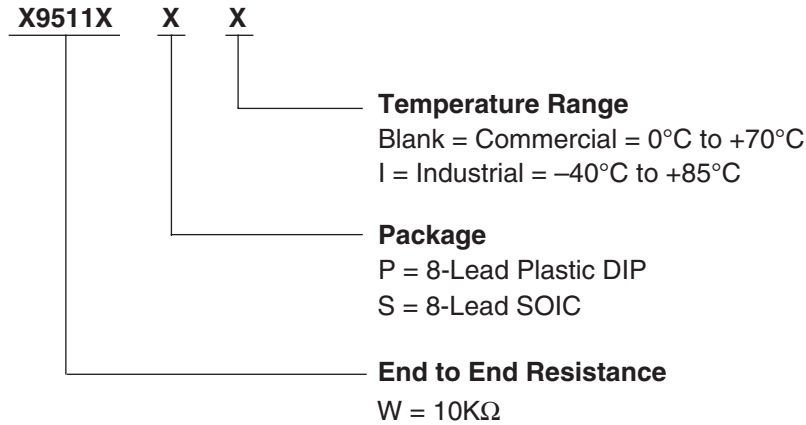 X9511X X X
Temperature Range
Blank = Commercial = 0°C to +70°C
I = Industrial = –40°C to +85°C
Package
P = 8-Lead Plastic DIP
S = 8-Lead SOIC
End to End Resistance
W = 10KΩ